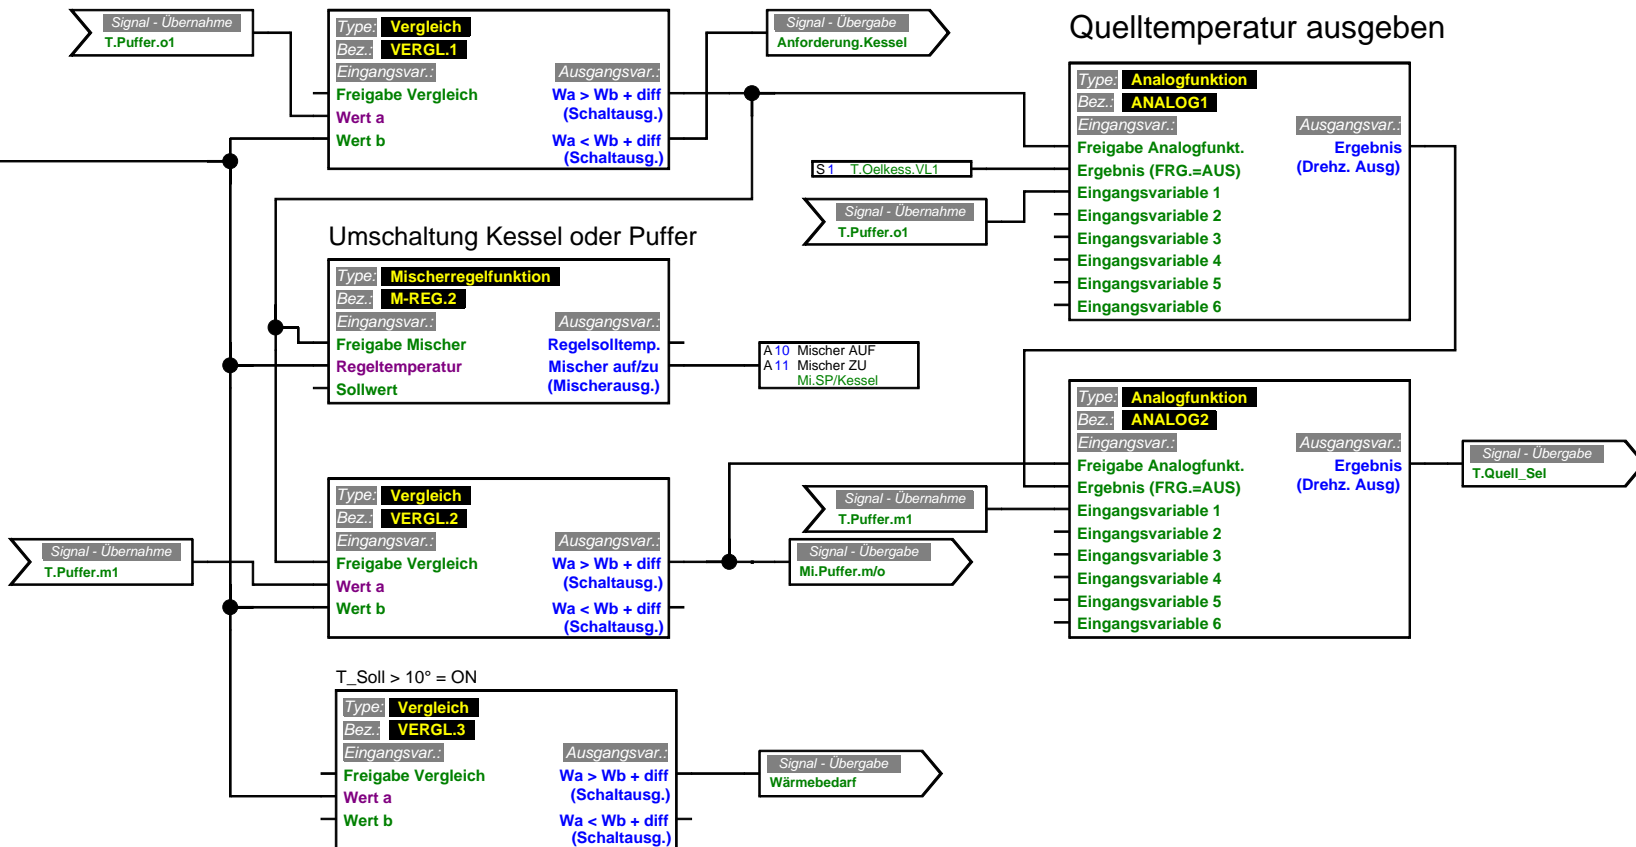 Signal - Übernahme
T.Puffer.o1
Type: Vergleich
Bez.: VERGL.1
Eingangsvar.: Ausgangsvar.:
Freigabe Vergleich Wa > Wb + diff
(Schaltausg.)
Wert a
Wert b Wa < Wb + diff
(Schaltausg.)
Signal - Übergabe
Anforderung.Kessel
Quelltemperatur ausgeben
Type: Analogfunktion
Bez.: ANALOG1
Eingangsvar.: Ausgangsvar.:
Freigabe Analogfunkt. Ergebnis
Ergebnis (FRG.=AUS) (Drehz. Ausg)
Eingangsvariable 1
Eingangsvariable 2
Eingangsvariable 3
Eingangsvariable 4
Eingangsvariable 5
Eingangsvariable 6
S 1 T.Oelkess.VL1
Signal - Übernahme
T.Puffer.o1
Umschaltung Kessel oder Puffer
Type: Mischerregelfunktion
Bez.: M-REG.2
Eingangsvar.: Ausgangsvar.:
Freigabe Mischer Regelsolltemp.
Regeltemperatur Mischer auf/zu
Sollwert (Mischerausg.)
A 10 Mischer AUF
A 11 Mischer ZU
Mi.SP/Kessel
Type: Analogfunktion
Bez.: ANALOG2
Eingangsvar.: Ausgangsvar.:
Freigabe Analogfunkt. Ergebnis
Ergebnis (FRG.=AUS) (Drehz. Ausg)
Eingangsvariable 1
Eingangsvariable 2
Eingangsvariable 3
Eingangsvariable 4
Eingangsvariable 5
Eingangsvariable 6
Signal - Übergabe
T.Quell_Sel
Signal - Übernahme
T.Puffer.m1
Type: Vergleich
Bez.: VERGL.2
Eingangsvar.: Ausgangsvar.:
Freigabe Vergleich Wa > Wb + diff
Wert a (Schaltausg.)
Wert b Wa < Wb + diff
(Schaltausg.)
Signal - Übernahme
T.Puffer.m1
Signal - Übergabe
Mi.Puffer.m/o
T_Soll > 10° = ON
Type: Vergleich
Bez.: VERGL.3
Eingangsvar.: Ausgangsvar.:
Freigabe Vergleich Wa > Wb + diff
Wert a (Schaltausg.)
Wert b Wa < Wb + diff
(Schaltausg.)
Signal - Übergabe
Wärmebedarf